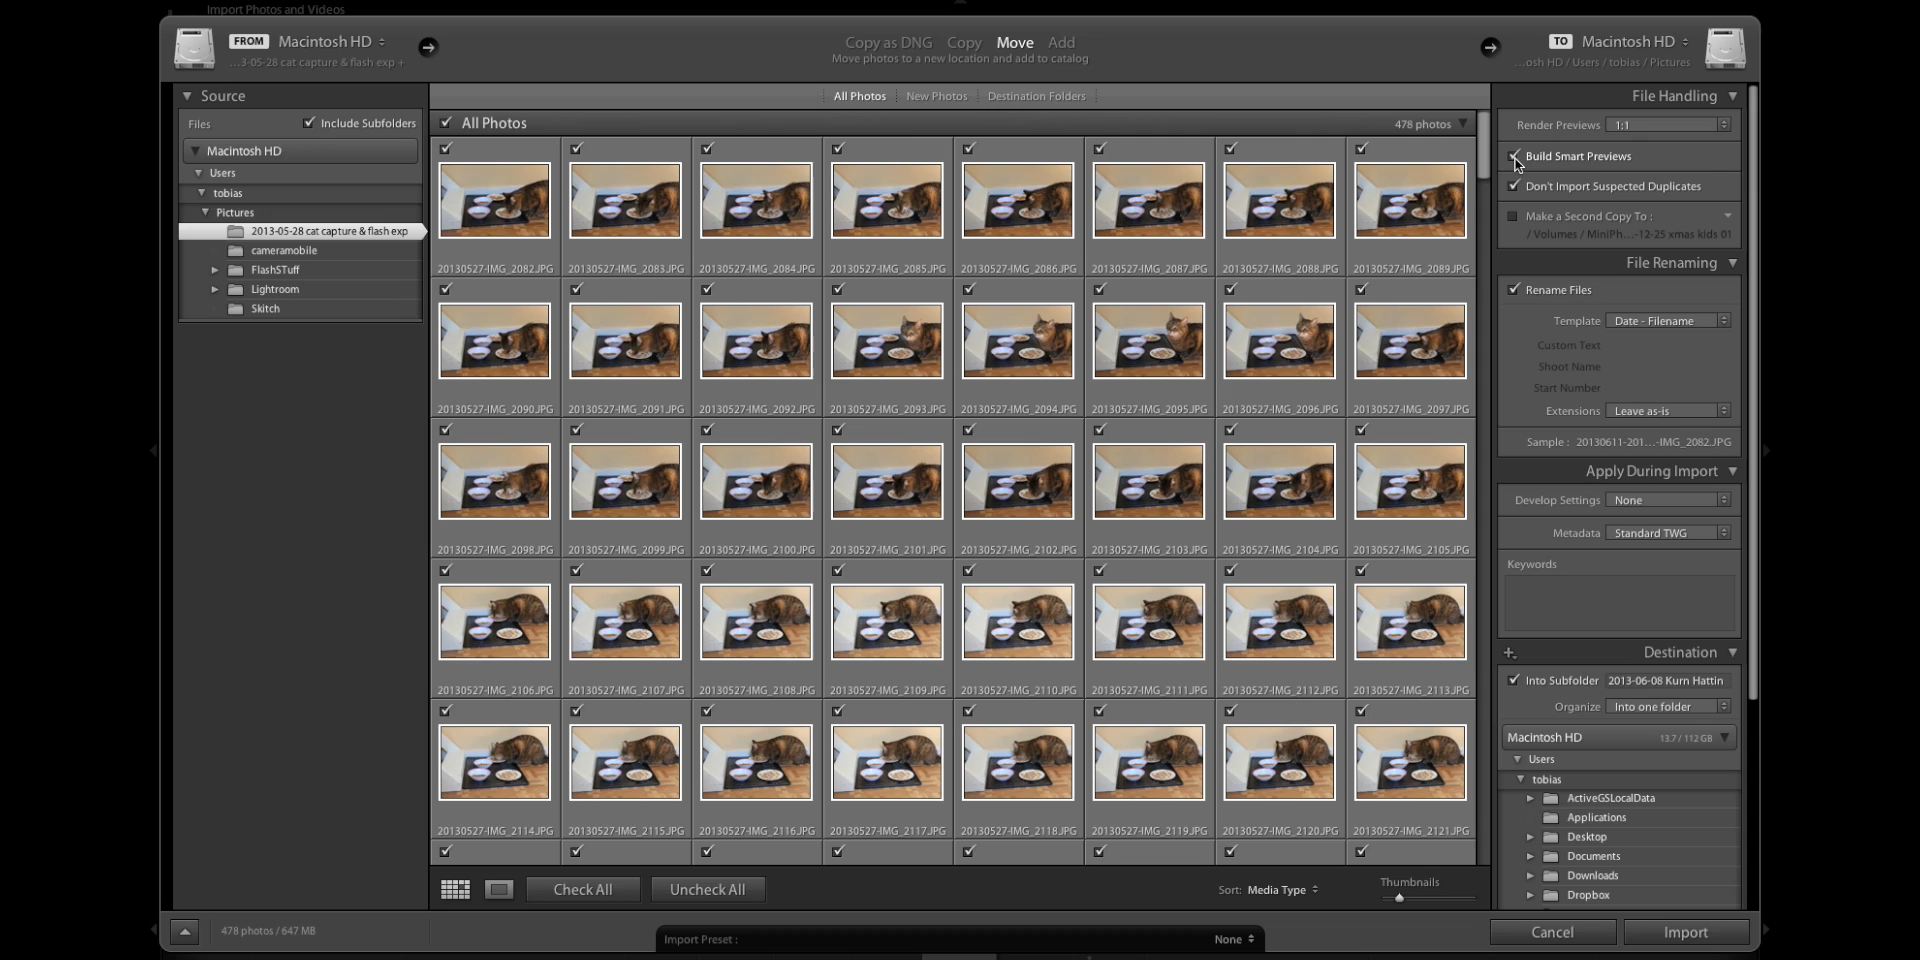 Import Photos and Videos
FROM Macintosh HD
...3-05-28 cat capture & flash exp +
Copy as DNG Copy Move Add
Move photos to a new location and add to catalog
TO Macintosh HD
...osh HD / Users / tobias / Pictures
Source
Files Include Subfolders
Macintosh HD
Users
tobias
Pictures
2013-05-28 cat capture & flash exp
cameramobile
FlashSTuff
Lightroom
Skitch
All Photos New Photos Destination Folders
All Photos 478 photos
20130527-IMG_2082.JPG 20130527-IMG_2083.JPG 20130527-IMG_2084.JPG 20130527-IMG_2085.JPG 20130527-IMG_2086.JPG 20130527-IMG_2087.JPG 20130527-IMG_2088.JPG 20130527-IMG_2089.JPG
20130527-IMG_2090.JPG 20130527-IMG_2091.JPG 20130527-IMG_2092.JPG 20130527-IMG_2093.JPG 20130527-IMG_2094.JPG 20130527-IMG_2095.JPG 20130527-IMG_2096.JPG 20130527-IMG_2097.JPG
20130527-IMG_2098.JPG 20130527-IMG_2099.JPG 20130527-IMG_2100.JPG 20130527-IMG_2101.JPG 20130527-IMG_2102.JPG 20130527-IMG_2103.JPG 20130527-IMG_2104.JPG 20130527-IMG_2105.JPG
20130527-IMG_2106.JPG 20130527-IMG_2107.JPG 20130527-IMG_2108.JPG 20130527-IMG_2109.JPG 20130527-IMG_2110.JPG 20130527-IMG_2111.JPG 20130527-IMG_2112.JPG 20130527-IMG_2113.JPG
20130527-IMG_2114.JPG 20130527-IMG_2115.JPG 20130527-IMG_2116.JPG 20130527-IMG_2117.JPG 20130527-IMG_2118.JPG 20130527-IMG_2119.JPG 20130527-IMG_2120.JPG 20130527-IMG_2121.JPG
Check All Uncheck All
Sort: Media Type
Thumbnails
File Handling
Render Previews 1:1
Build Smart Previews
Don't Import Suspected Duplicates
Make a Second Copy To :
/ Volumes / MiniPh...-12-25 xmas kids 01
File Renaming
Rename Files
Template Date - Filename
Custom Text
Shoot Name
Start Number
Extensions Leave as-is
Sample : 20130611-201...-IMG_2082.JPG
Apply During Import
Develop Settings None
Metadata Standard TWG
Keywords
Destination
Into Subfolder 2013-06-08 Kurn Hattin
Organize Into one folder
Macintosh HD 13.7 / 112 GB
Users
tobias
ActiveGSLocalData
Applications
Desktop
Documents
Downloads
Dropbox
478 photos / 647 MB
Import Preset : None
Cancel Import